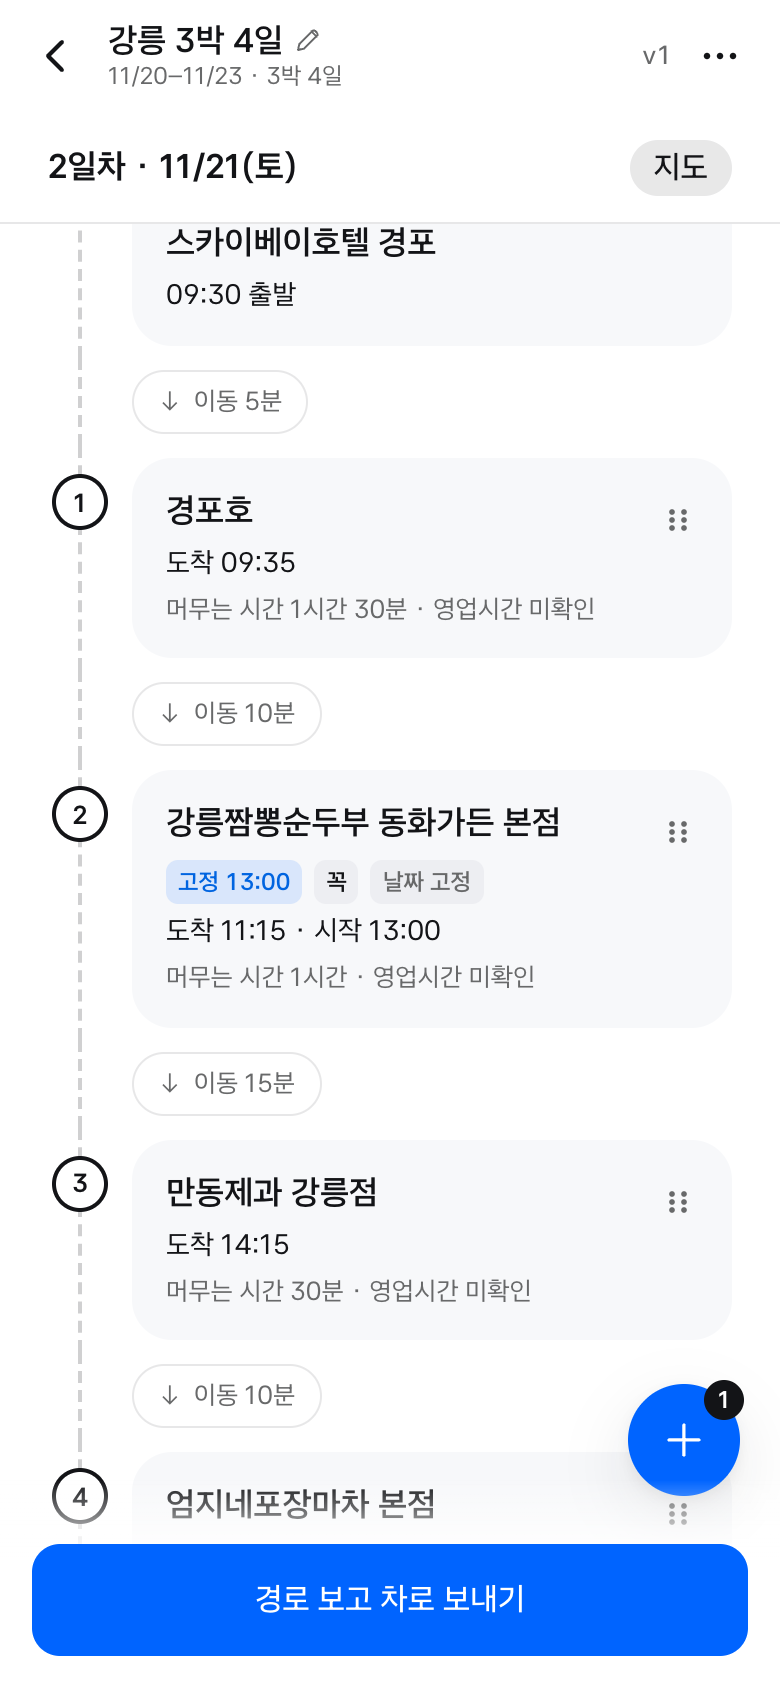 강릉 3박 4일
11/20–11/23 · 3박 4일
v1
2일차 · 11/21(토)
지도
스카이베이호텔 경포
09:30 출발
↓ 이동 5분
1
경포호
도착 09:35
머무는 시간 1시간 30분 · 영업시간 미확인
↓ 이동 10분
2
강릉짬뽕순두부 동화가든 본점
고정 13:00 꼭 날짜 고정
도착 11:15 · 시작 13:00
머무는 시간 1시간 · 영업시간 미확인
↓ 이동 15분
3
만동제과 강릉점
도착 14:15
머무는 시간 30분 · 영업시간 미확인
↓ 이동 10분
1
4
엄지네포장마차 본점
경로 보고 차로 보내기